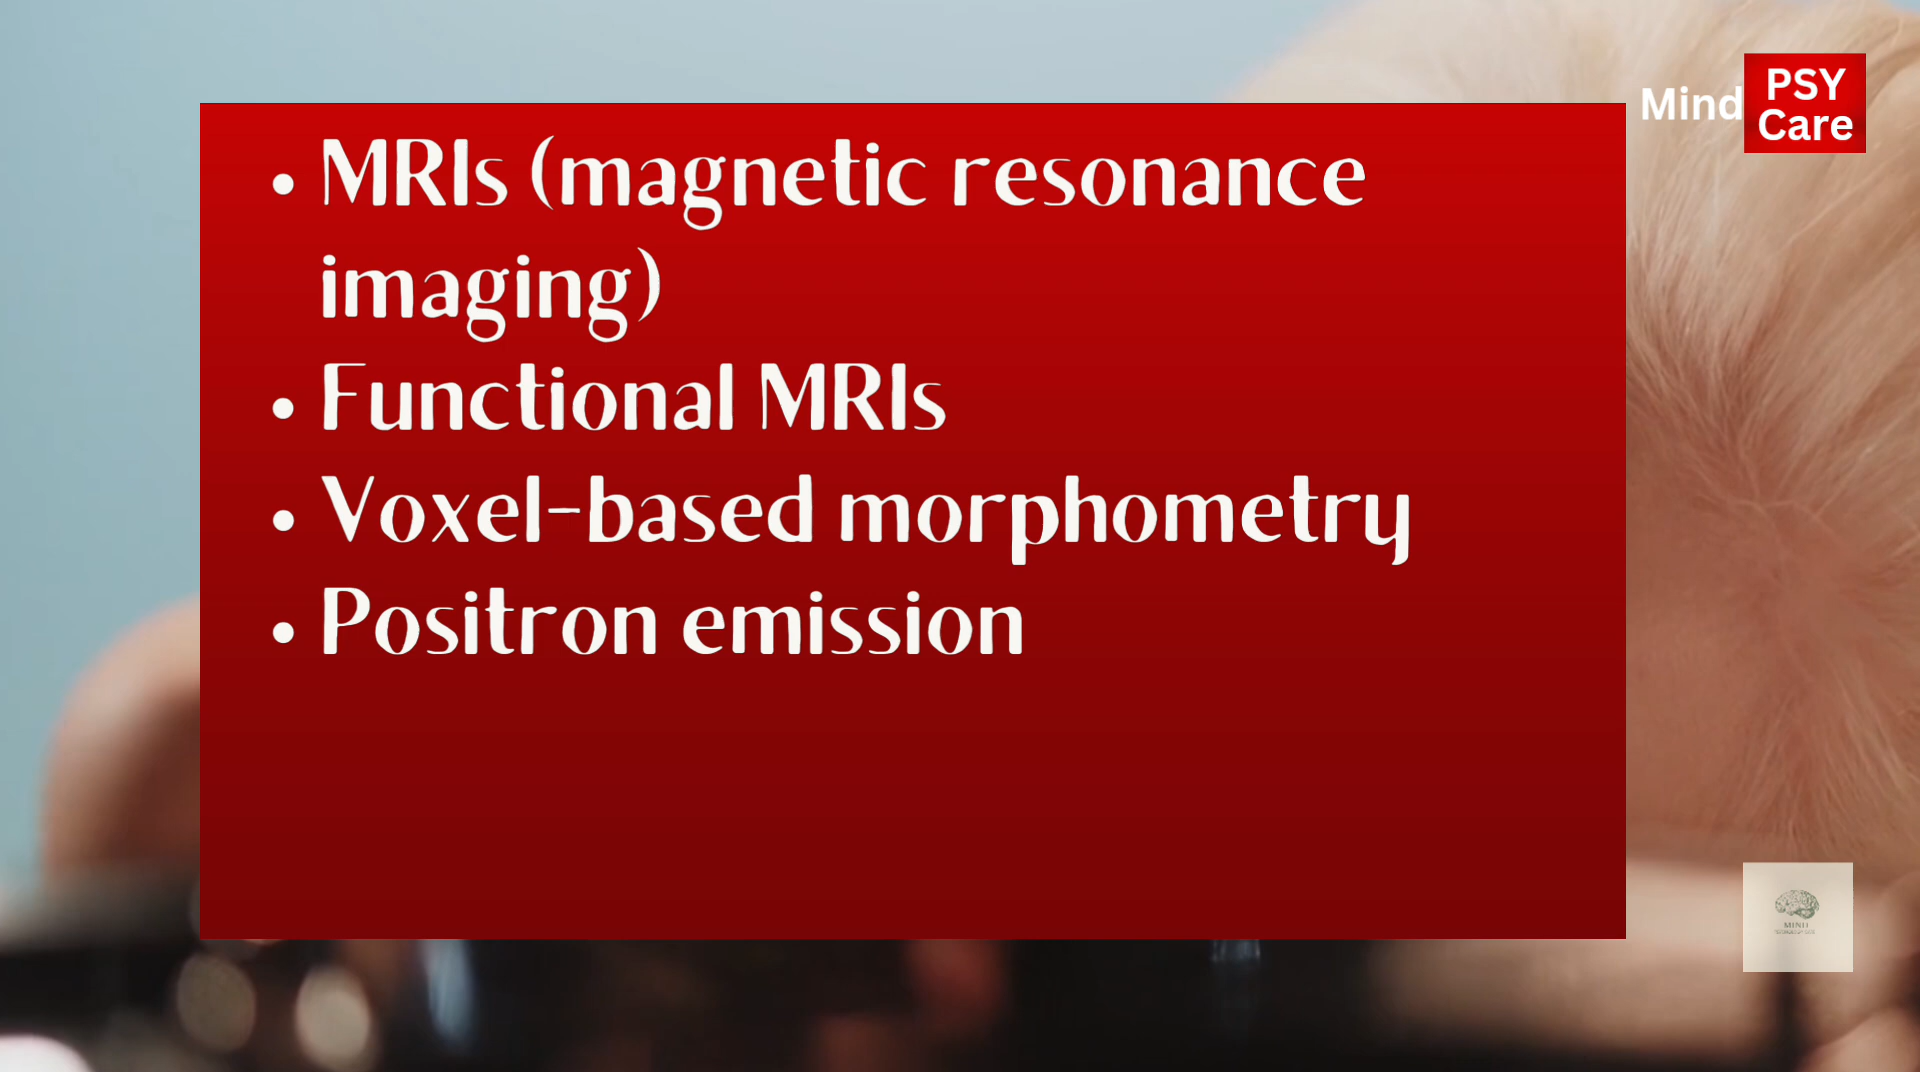 Mind
PSY
Care
• MRIs (magnetic resonance
imaging)
• Functional MRIs
• Voxel-based morphometry
• Positron emission